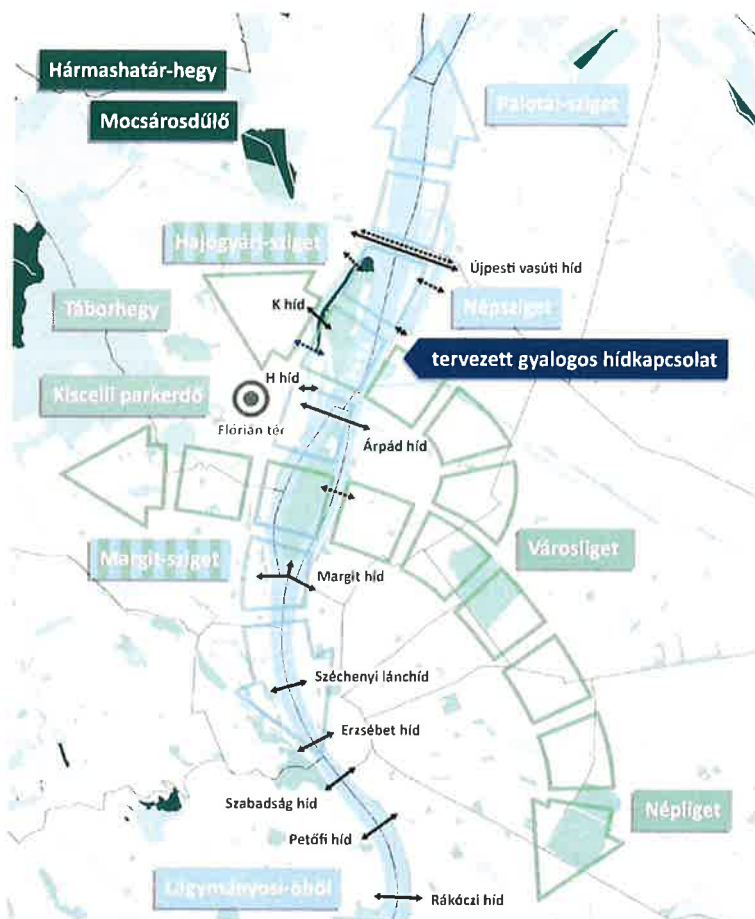 Hármashatár-hegy
Mocsárosdűlő
Palotai-sziget
Hajógyári-sziget
Újpesti vasúti híd
Táborhegy
K híd
Népsziget
tervezett gyalogos hídkapcsolat
Kiscelli parkerdő
H híd
Flórián tér
Árpád híd
Margit-sziget
Városliget
Margit híd
Széchenyi lánchíd
Erzsébet híd
Szabadság híd
Petőfi híd
Népliget
Lágymányosi-öböl
Rákóczi híd